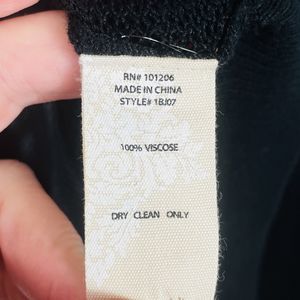 RN# 101206
MADE IN CHINA
STYLE# 1BJ07
100% VISCOSE
DRY CLEAN ONLY